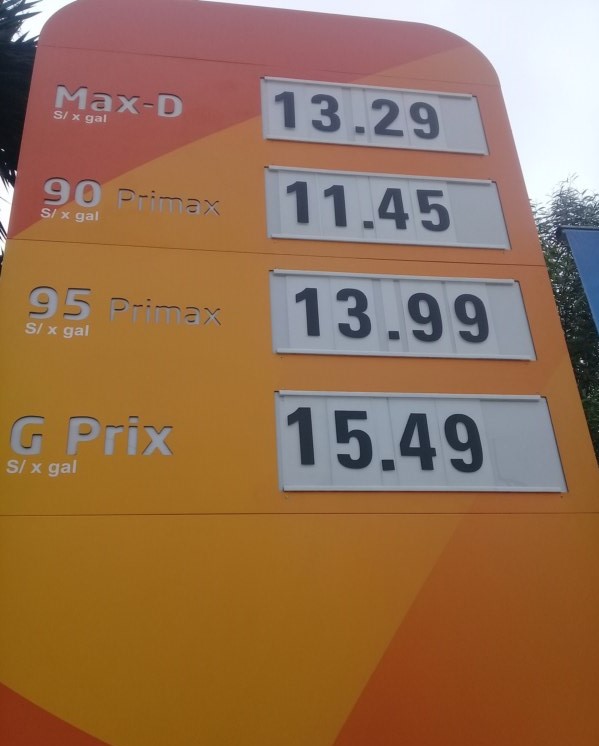 Max-D 13.29
S/ x gal
90 Primax 11.45
S/ x gal
95 Primax 13.99
S/ x gal
G Prix 15.49
S/ x gal